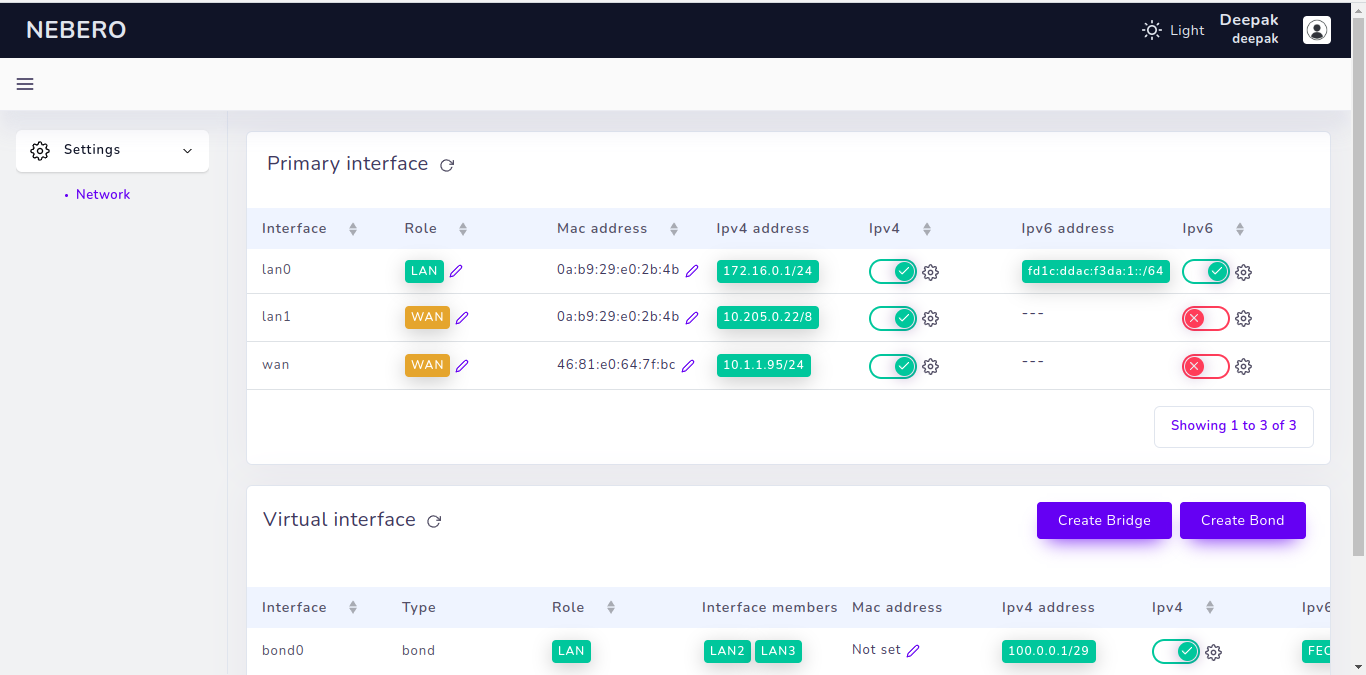 NEBERO
Light
Deepak
deepak
Settings
• Network
Primary interface
Interface Role Mac address Ipv4 address Ipv4 Ipv6 address Ipv6
lan0 LAN 0a:b9:29:e0:2b:4b 172.16.0.1/24 fd1c:ddac:f3da:1::/64
lan1 WAN 0a:b9:29:e0:2b:4b 10.205.0.22/8 ---
wan WAN 46:81:e0:64:7f:bc 10.1.1.95/24 ---
Showing 1 to 3 of 3
Virtual interface
Create Bridge Create Bond
Interface Type Role Interface members Mac address Ipv4 address Ipv4 Ipv6
bond0 bond LAN LAN2 LAN3 Not set 100.0.0.1/29 FEC